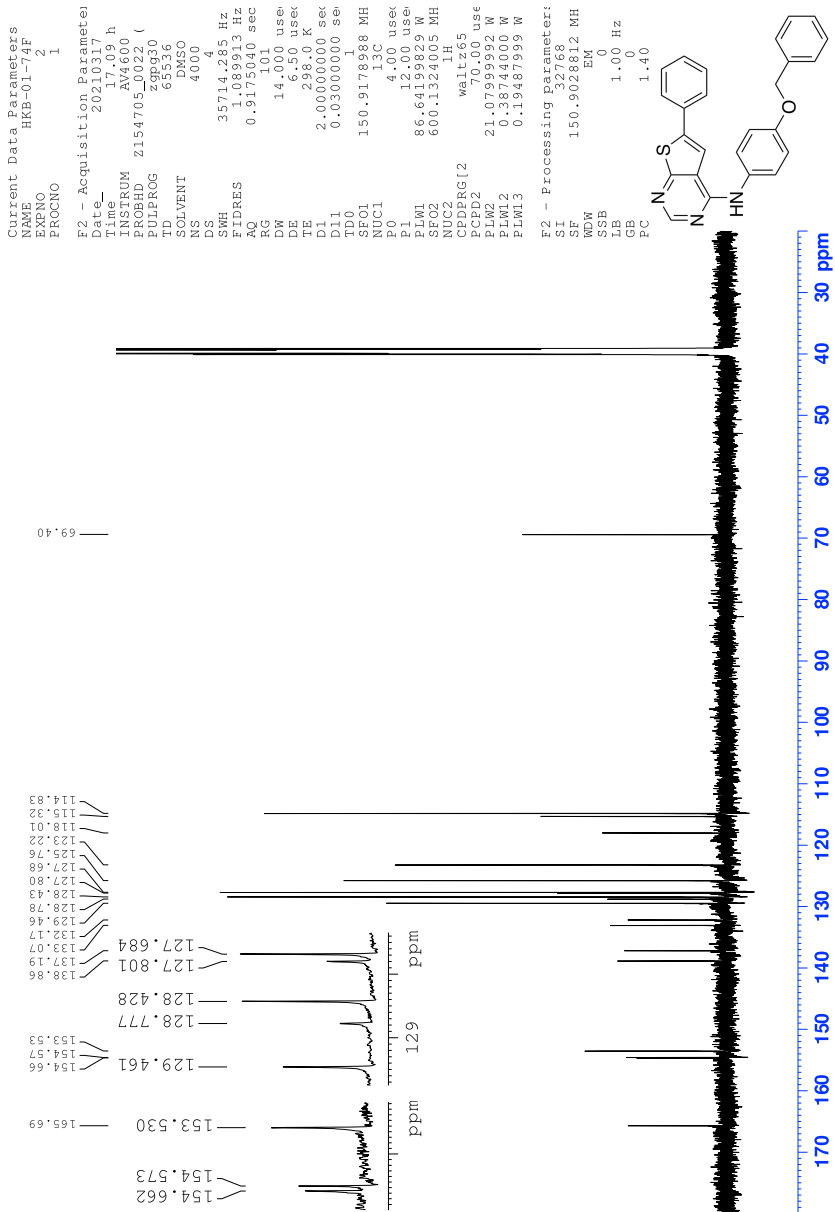 Current Data Parameters
NAME HKB-01-74F
EXPNO 2
PROCNO 1
F2 - Acquisition Parameter
Date_ 20210317
Time 17.09 h
INSTRUM AV4600
PROBHD Z154705_0022 (
PULPROG zgpg30
TD 65536
SOLVENT DMSO
NS 4000
DS 4
SWH 35714.285 Hz
FIDRES 1.089913 Hz
AQ 0.9175040 sec
RG 101
DW 14.000 use
DE 6.50 usec
TE 298.0 K
D1 2.00000000 sec
D11 0.03000000 se
TD0 1
SFO1 150.9178988 MH
NUC1 13C
P0 4.00 usec
P1 12.00 use
PLW1 86.64199829 W
SFO2 600.1324005 MH
NUC2 1H
CPDPRG[2 waltz65
PCPD2 70.00 use
PLW2 21.07999992 W
PLW12 0.38744000 W
PLW13 0.19487999 W
F2 - Processing parameters
SI 32768
SF 150.9028812 MH
WDW EM
SSB 0
LB 1.00 Hz
GB 0
PC 1.40
N
N
S
HN
O
69.40
114.83
115.32
118.01
123.22
125.76
127.68
127.80
128.43
128.78
129.46
132.17
133.07
137.19
138.86
153.53
154.57
154.66
165.69
127.684
127.801
128.428
128.777
129.461
129 ppm
153.530
154.573
154.662
ppm
170 160 150 140 130 120 110 100 90 80 70 60 50 40 30 ppm